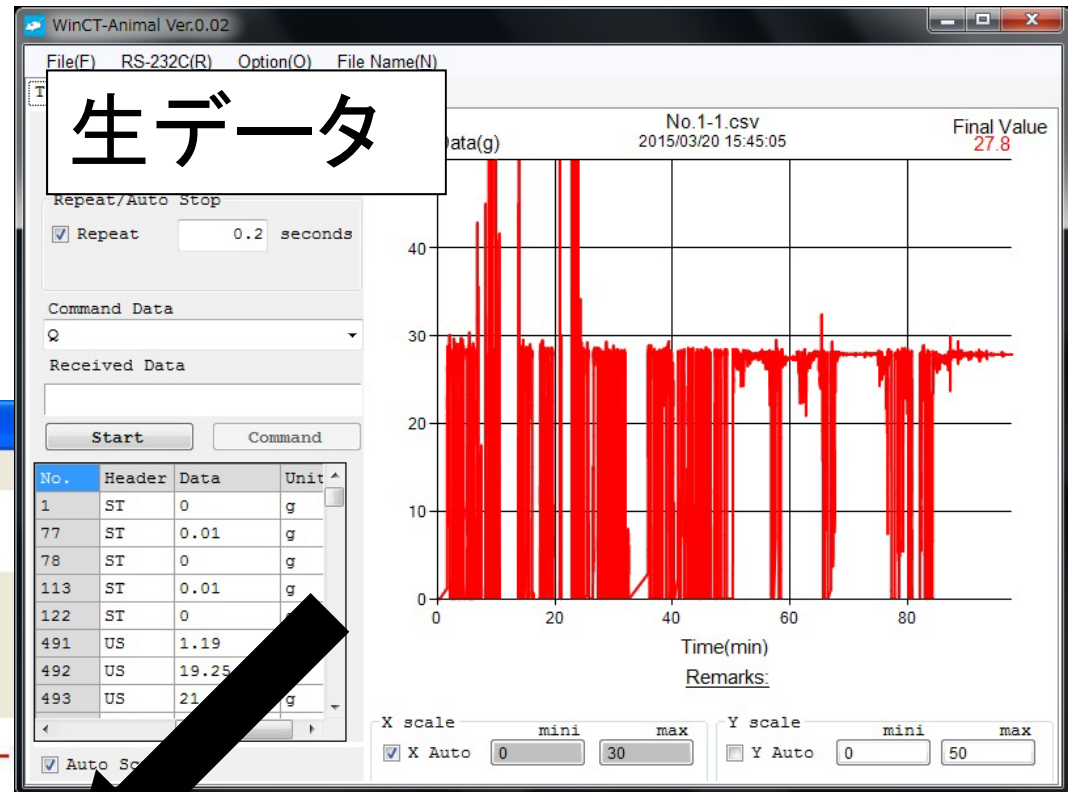 WinCT-Animal Ver.0.02
File(F) RS-232C(R) Option(O) File Name(N)
生データ
No.1-1.csv
2015/03/20 15:45:05
Final Value
27.8
Repeat/Auto Stop
Repeat 0.2 seconds
Command Data
Q
Received Data
Start Command
No. Header Data Unit
1 ST 0 g
77 ST 0.01 g
78 ST 0 g
113 ST 0.01 g
122 ST 0
491 US 1.19
492 US 19.25
493 US 21 g
40
30
20
10
0
0 20 40 60 80
Time(min)
Remarks:
X scale mini max
X Auto 0 30
Y scale mini max
Y Auto 0 50